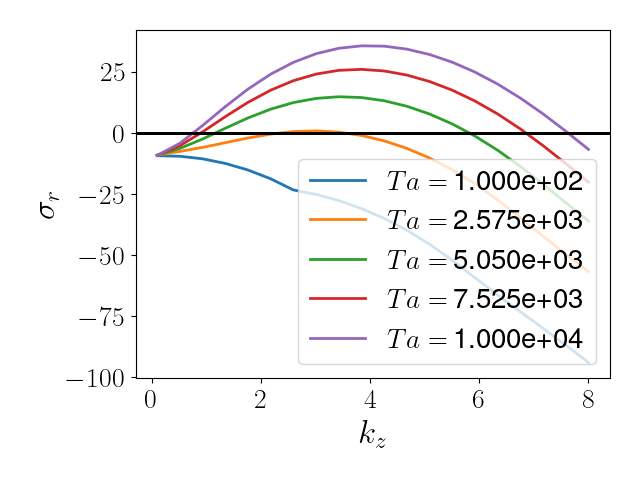 25
0
−25
−50
−75
−100
σ_r
Ta = 1.000e+02
Ta = 2.575e+03
Ta = 5.050e+03
Ta = 7.525e+03
Ta = 1.000e+04
0 2 4 6 8
k_z